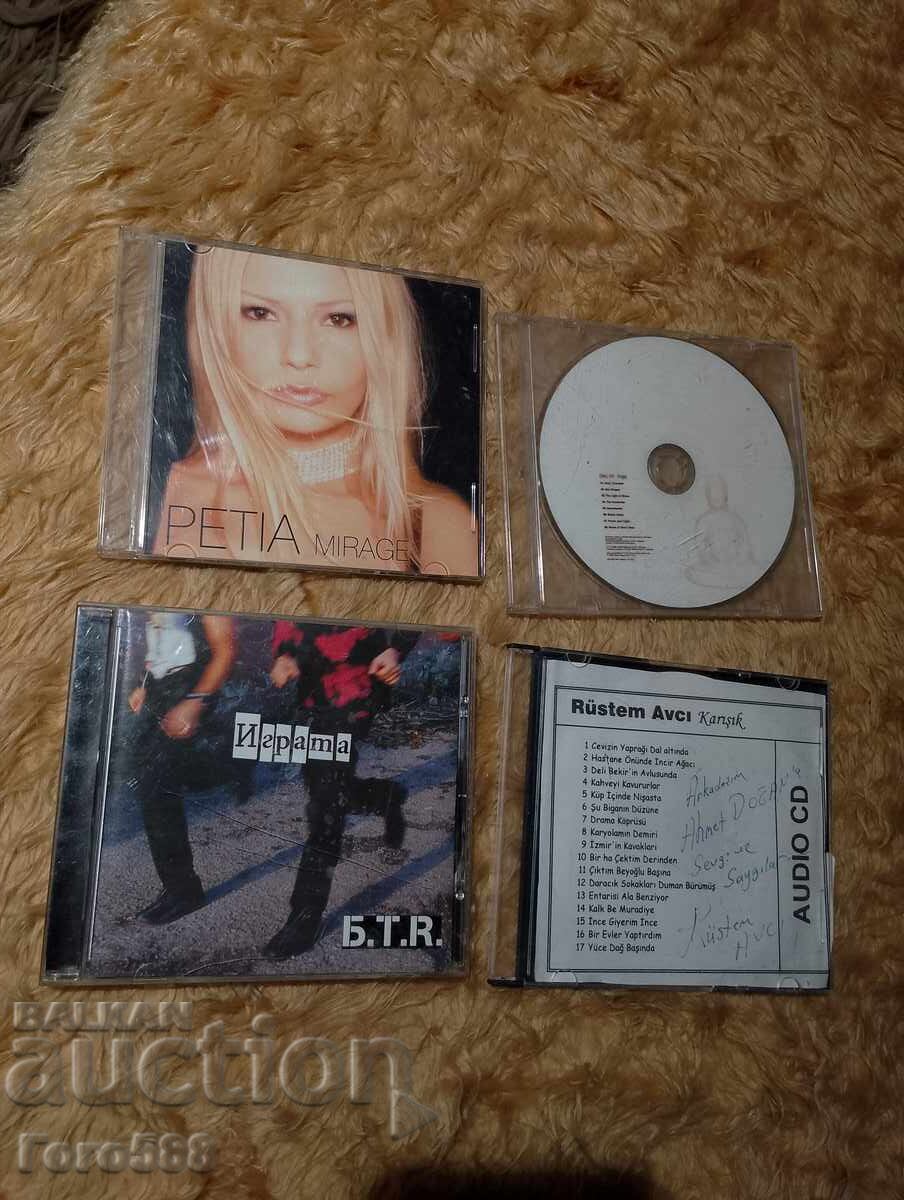 PETIA MIRAGE
Играта
Б.T.R.
Rüstem Avcı Karışık
1 Cevizin Yaprağı Dal altında
2 Hastane Önünde İncir Ağacı
3 Deli Bekir'in Avlusunda
4 Kahveyi Kavururlar
5 Küp İçinde Nişasta
6 Şu Biganın Düzüne
7 Drama Köprüsü
8 Karyolamın Demiri
9 İzmir'in Kavakları
10 Bir ha Çektim Derinden
11 Çıktım Beyoğlu Başına
12 Daracık Sokakları Duman Bürümüş
13 Entarisi Ala Benziyor
14 Kalk Be Muradiye
15 İnce Giyerim İnce
16 Bir Evler Yaptırdım
17 Yüce Dağ Başında
Arkadaşım
Ahmet DOĞAN'a
Sevgi ve
Saygıla
Rüstem
AVCI
AUDIO CD
BALKAN
auction
Гого588